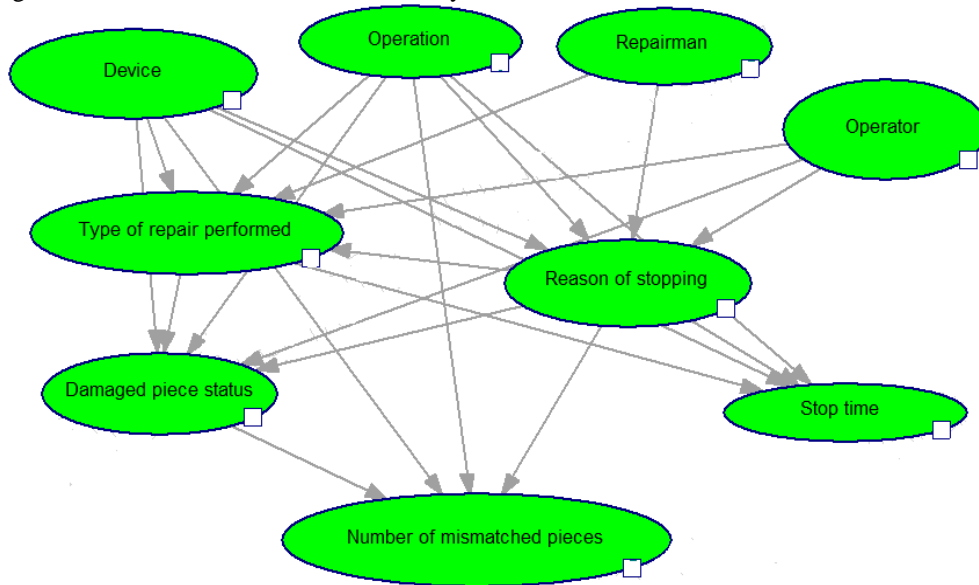 Device
Operation
Repairman
Operator
Type of repair performed
Reason of stopping
Damaged piece status
Stop time
Number of mismatched pieces